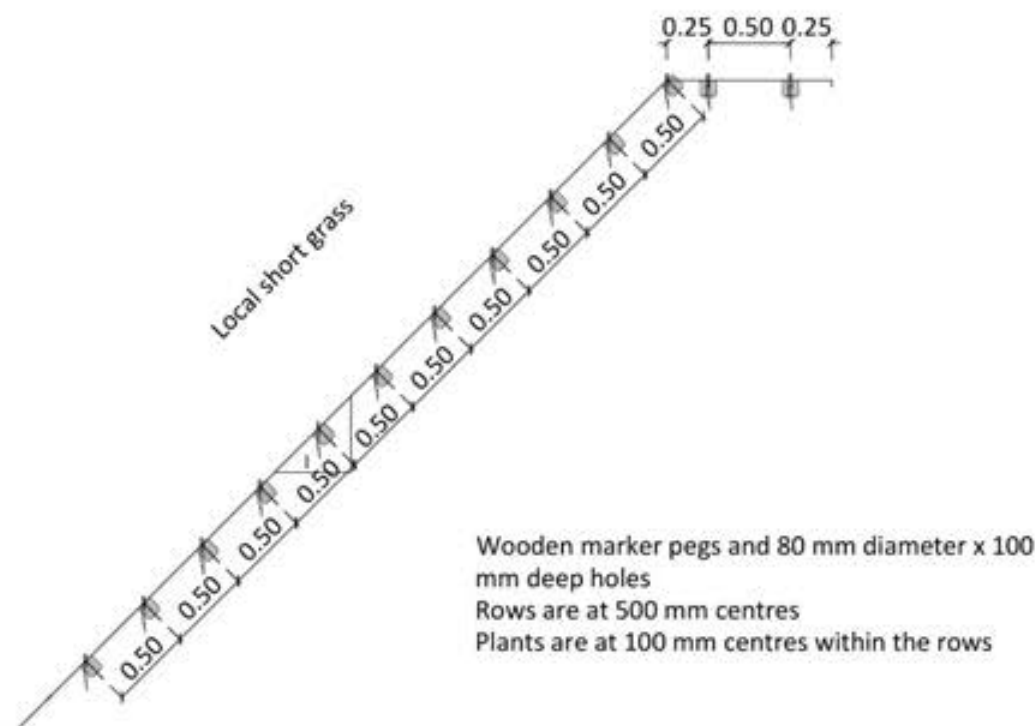 0.25 0.50 0.25
0.50
0.50
0.50
0.50
0.50
0.50
0.50
0.50
0.50
0.50
Local short grass
Wooden marker pegs and 80 mm diameter x 100
mm deep holes
Rows are at 500 mm centres
Plants are at 100 mm centres within the rows